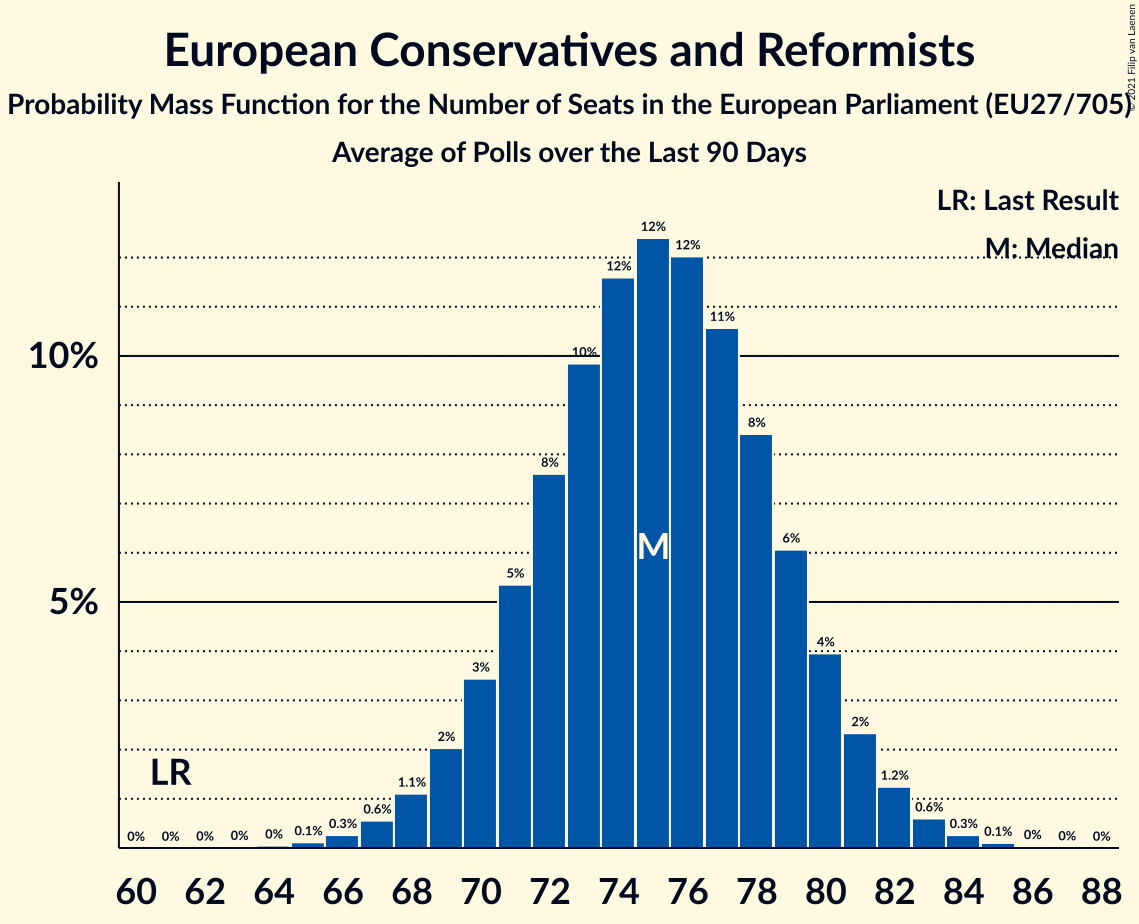 European Conservatives and Reformists
Probability Mass Function for the Number of Seats in the European Parliament (EU27/705)
Average of Polls over the Last 90 Days
© 2021 Filip van Laenen
LR: Last Result
M: Median
10%
5%
LR
M
0% 0% 0% 0% 0% 0.1% 0.3% 0.6% 1.1% 2% 3% 5% 8% 10% 12% 12% 12% 11% 8% 6% 4% 2% 1.2% 0.6% 0.3% 0.1% 0% 0% 0%
60 62 64 66 68 70 72 74 76 78 80 82 84 86 88